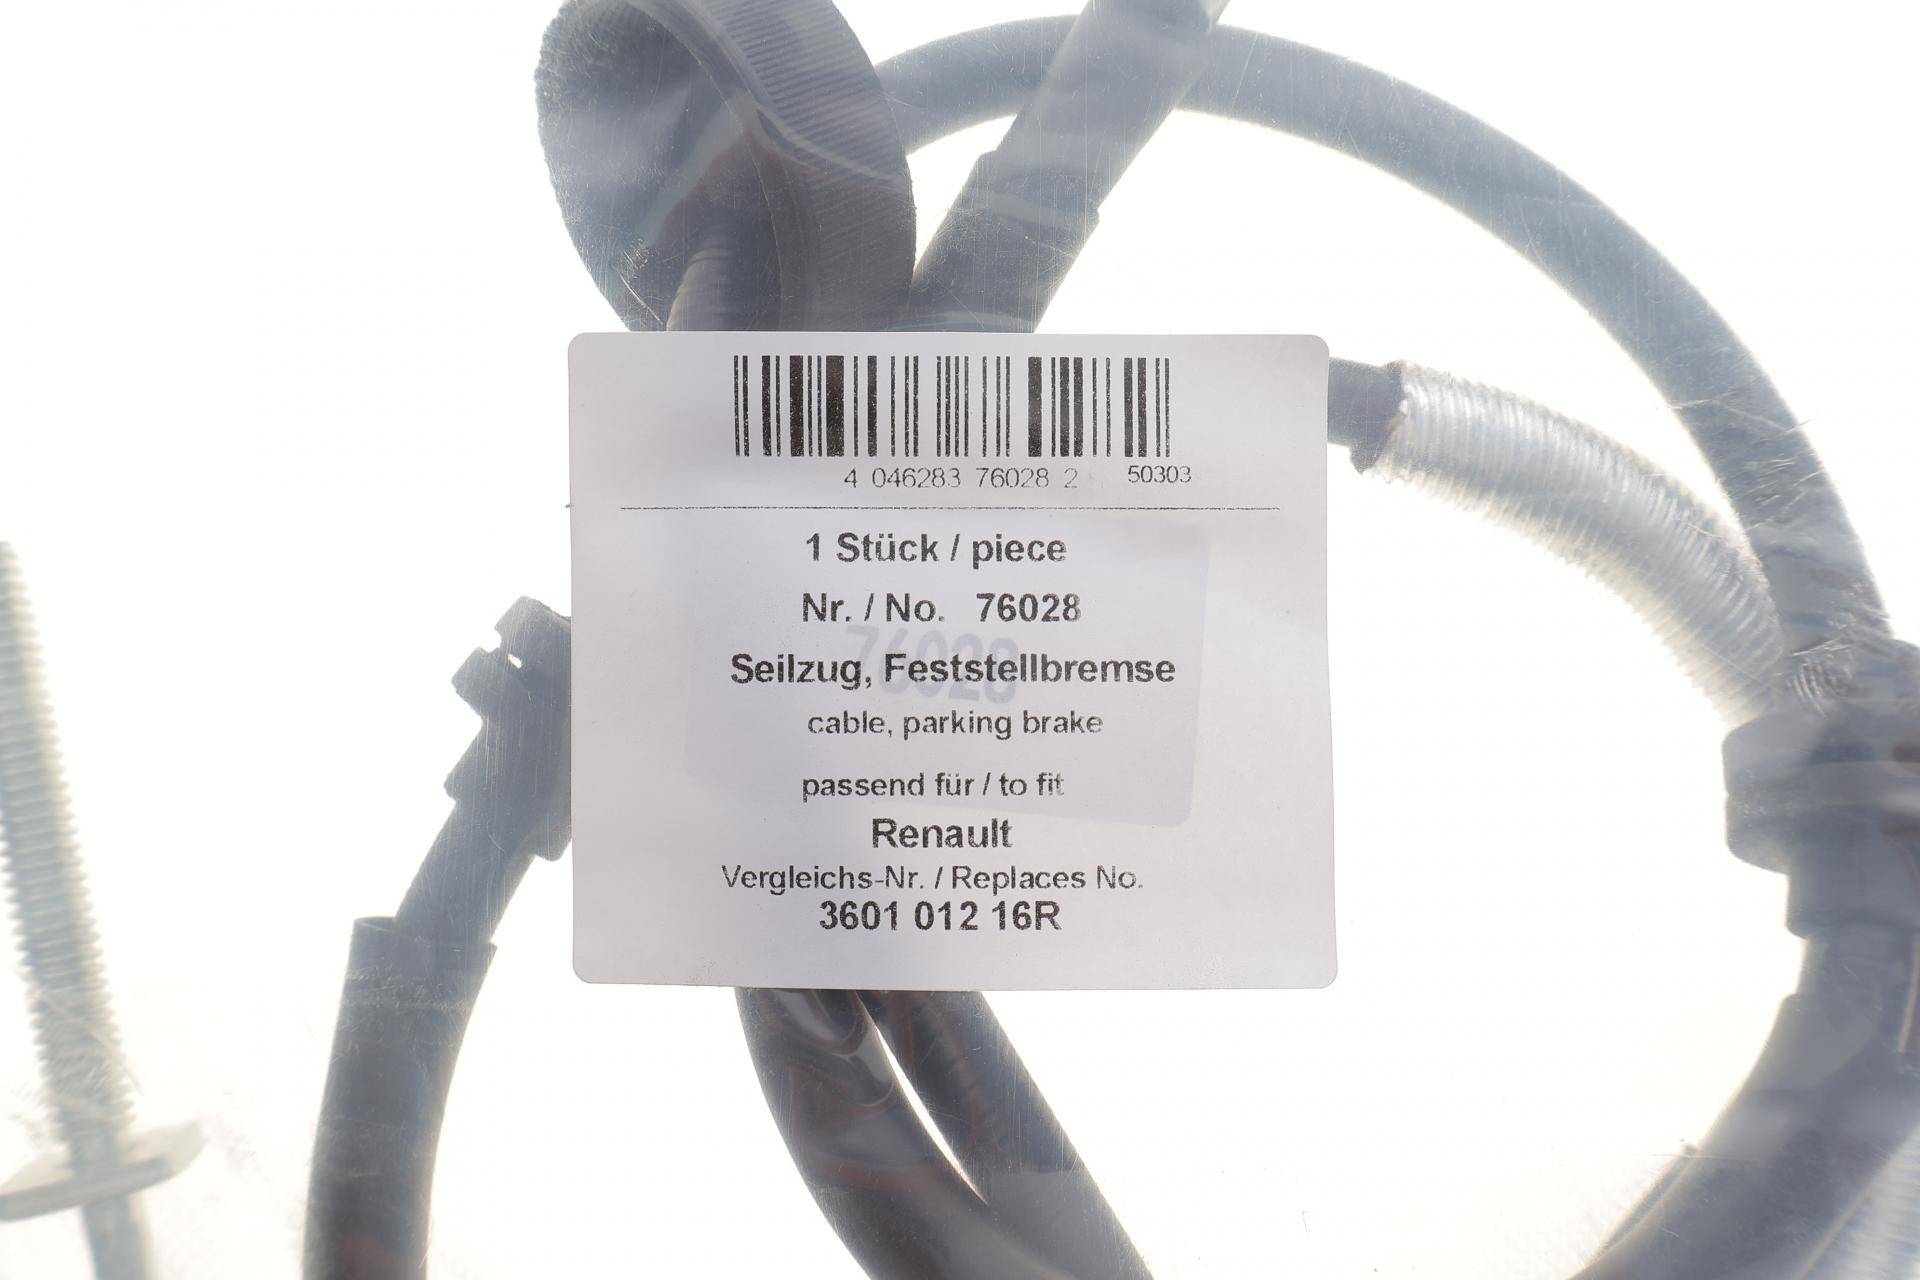 4 046283 76028 2 50303
1 Stück / piece
Nr. / No. 76028
76028
Seilzug, Feststellbremse
cable, parking brake
passend für / to fit
Renault
Vergleichs-Nr. / Replaces No.
3601 012 16R